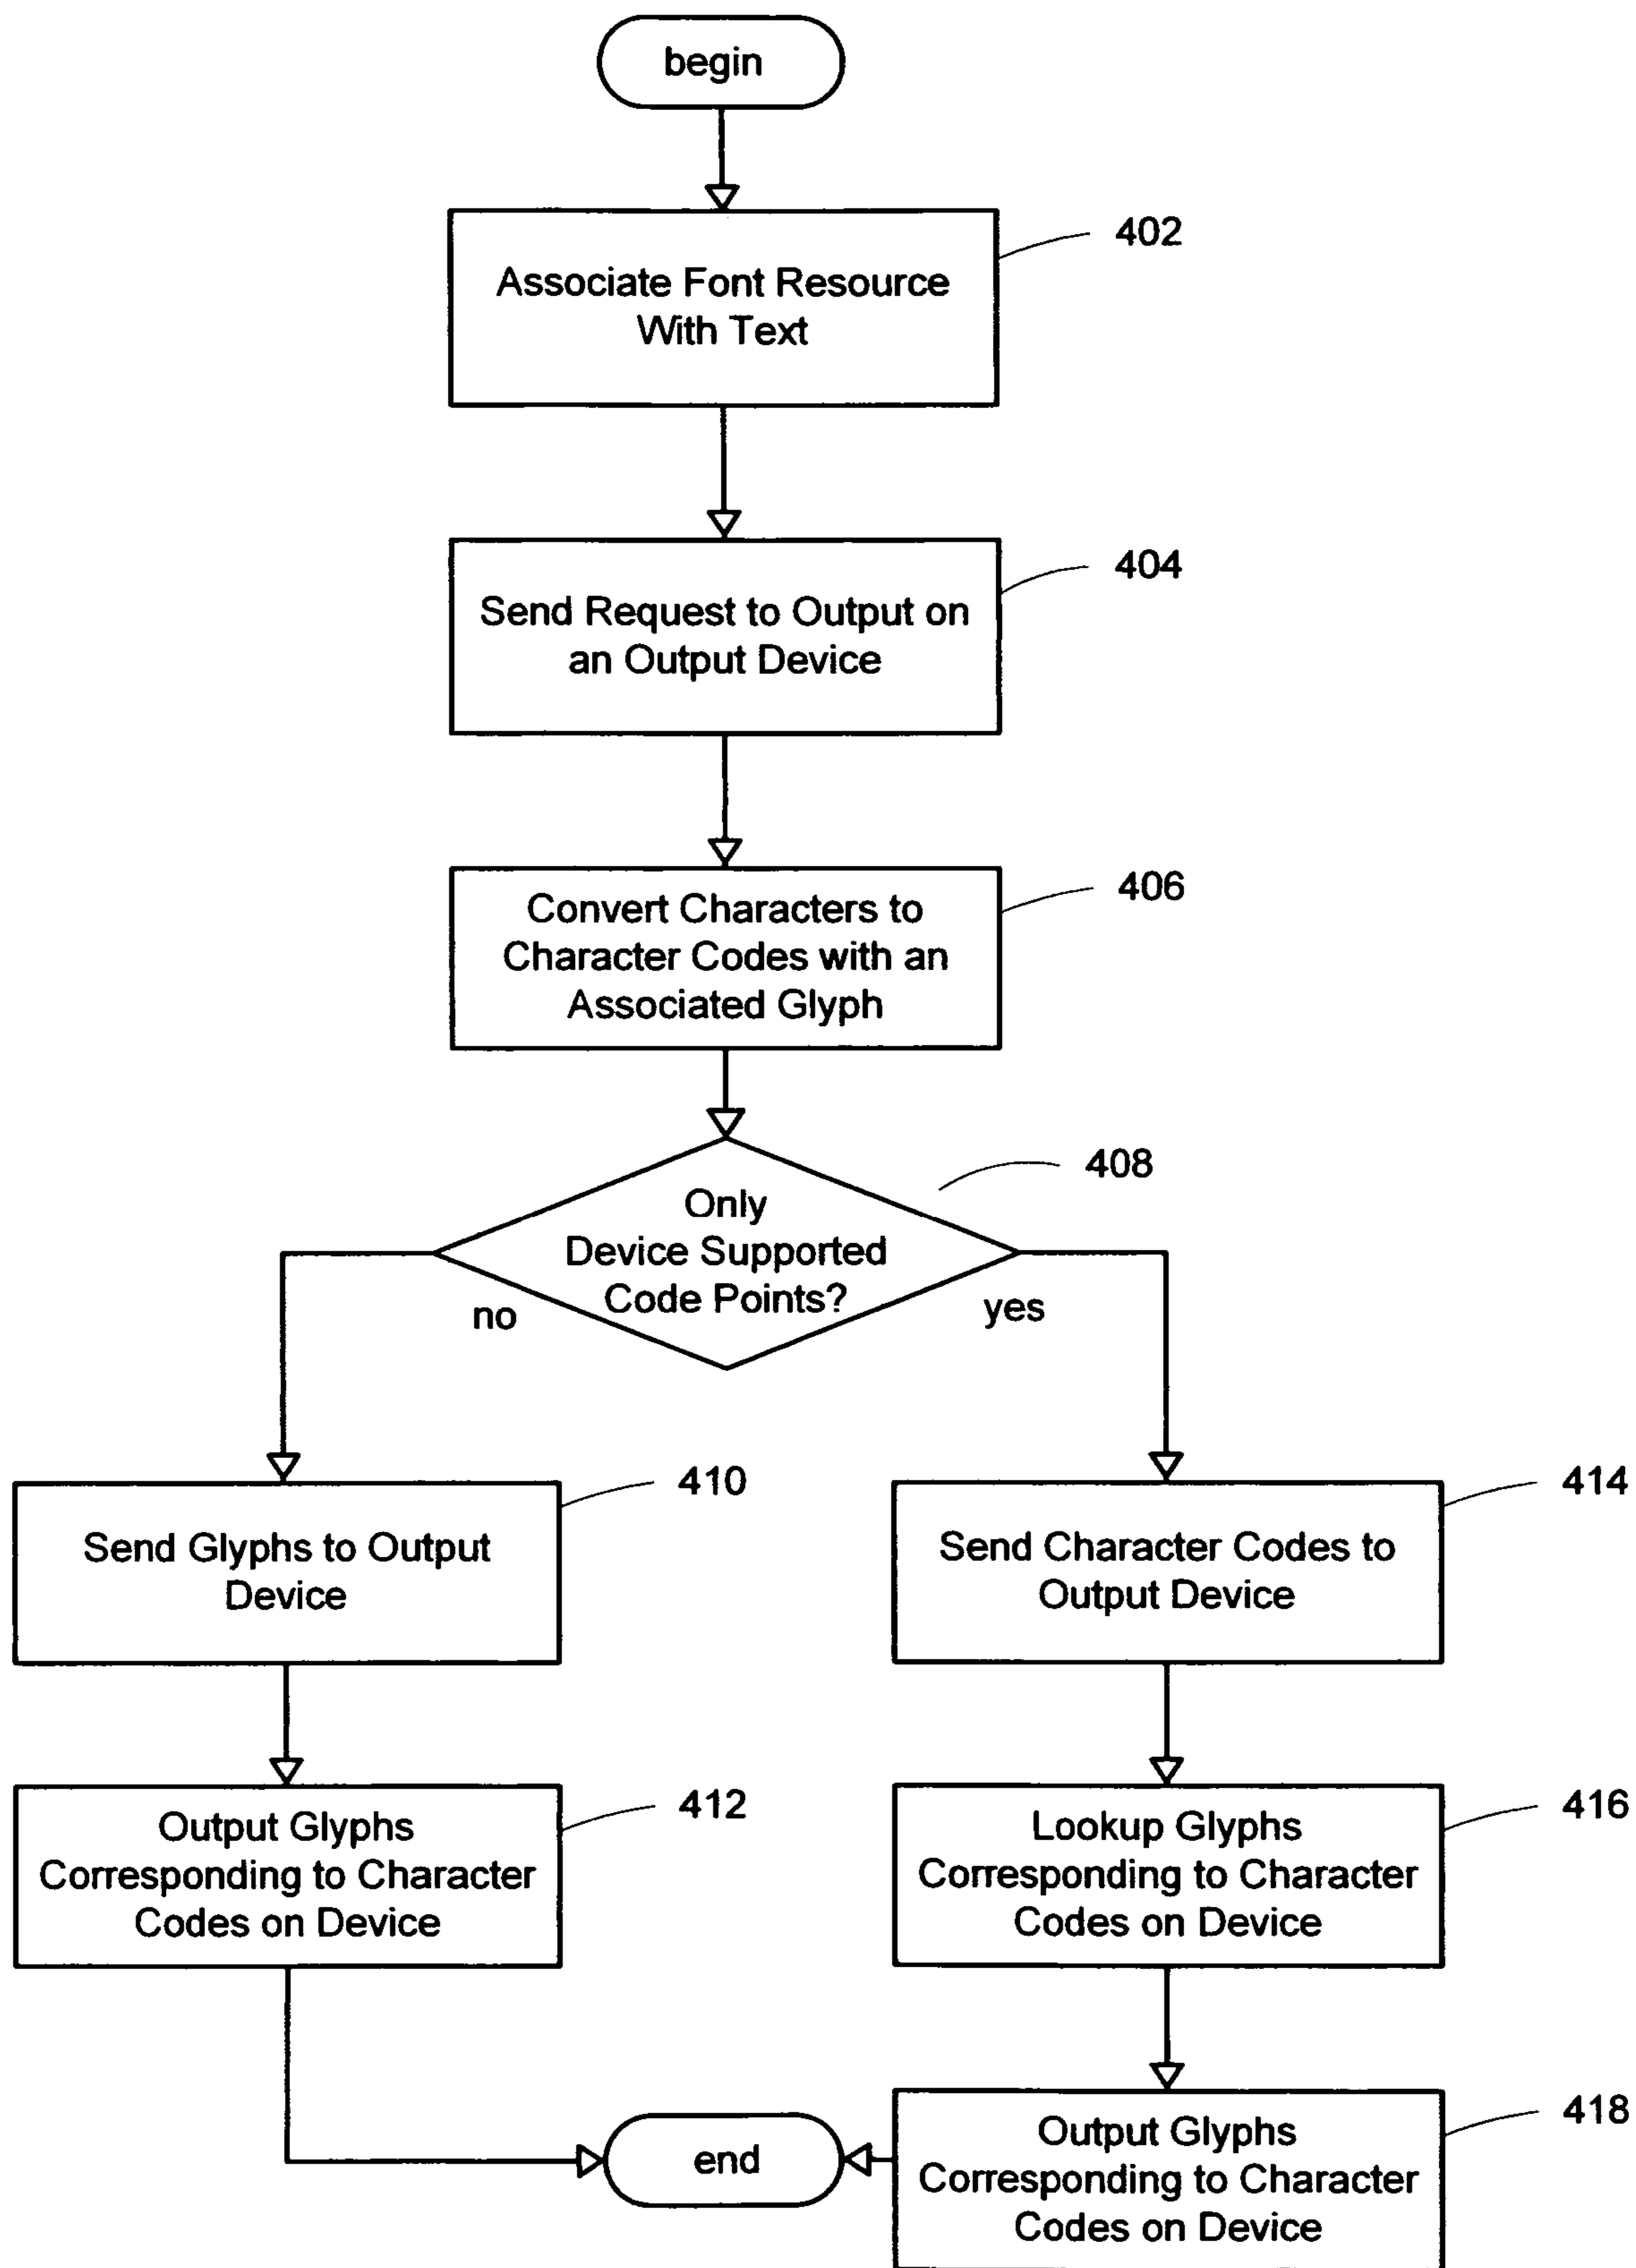 begin
402
Associate Font Resource
With Text
404
Send Request to Output on
an Output Device
406
Convert Characters to
Character Codes with an
Associated Glyph
408
Only
Device Supported
Code Points?
no
yes
410
Send Glyphs to Output
Device
414
Send Character Codes to
Output Device
412
Output Glyphs
Corresponding to Character
Codes on Device
416
Lookup Glyphs
Corresponding to Character
Codes on Device
end
418
Output Glyphs
Corresponding to Character
Codes on Device